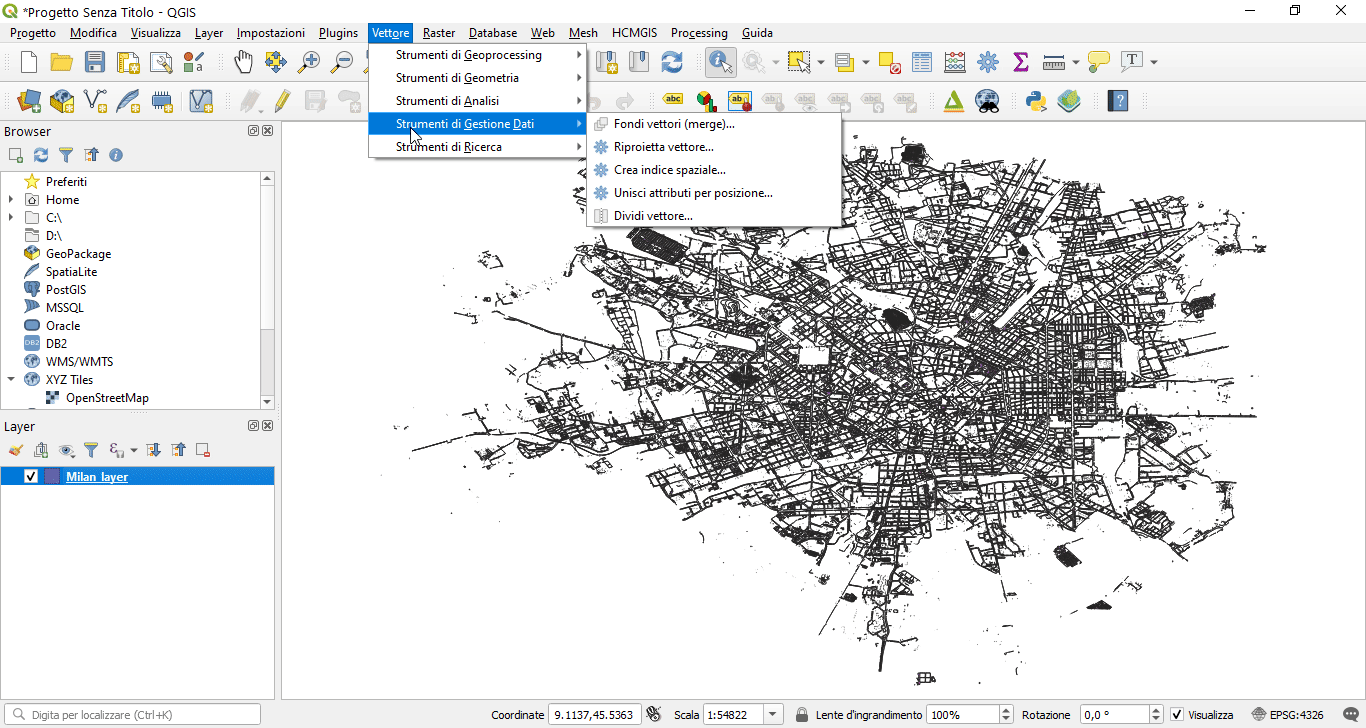 *Progetto Senza Titolo - QGIS
Progetto Modifica Visualizza Layer Impostazioni Plugins Vettore Raster Database Web Mesh HCMGIS Processing Guida
Strumenti di Geoprocessing
Strumenti di Geometria
Strumenti di Analisi
Strumenti di Gestione Dati
Strumenti di Ricerca
Fondi vettori (merge)...
Riproietta vettore...
Crea indice spaziale...
Unisci attributi per posizione...
Dividi vettore...
abc
ab
Browser
Preferiti
Home
C:\
D:\
GeoPackage
SpatiaLite
PostGIS
MSSQL
Oracle
DB2 DB2
WMS/WMTS
XYZ Tiles
OpenStreetMap
Layer
Milan layer
Digita per localizzare (Ctrl+K) Coordinate 9.1137,45.5363 Scala 1:54822 Lente d'ingrandimento 100% Rotazione 0,0 ° Visualizza EPSG:4326